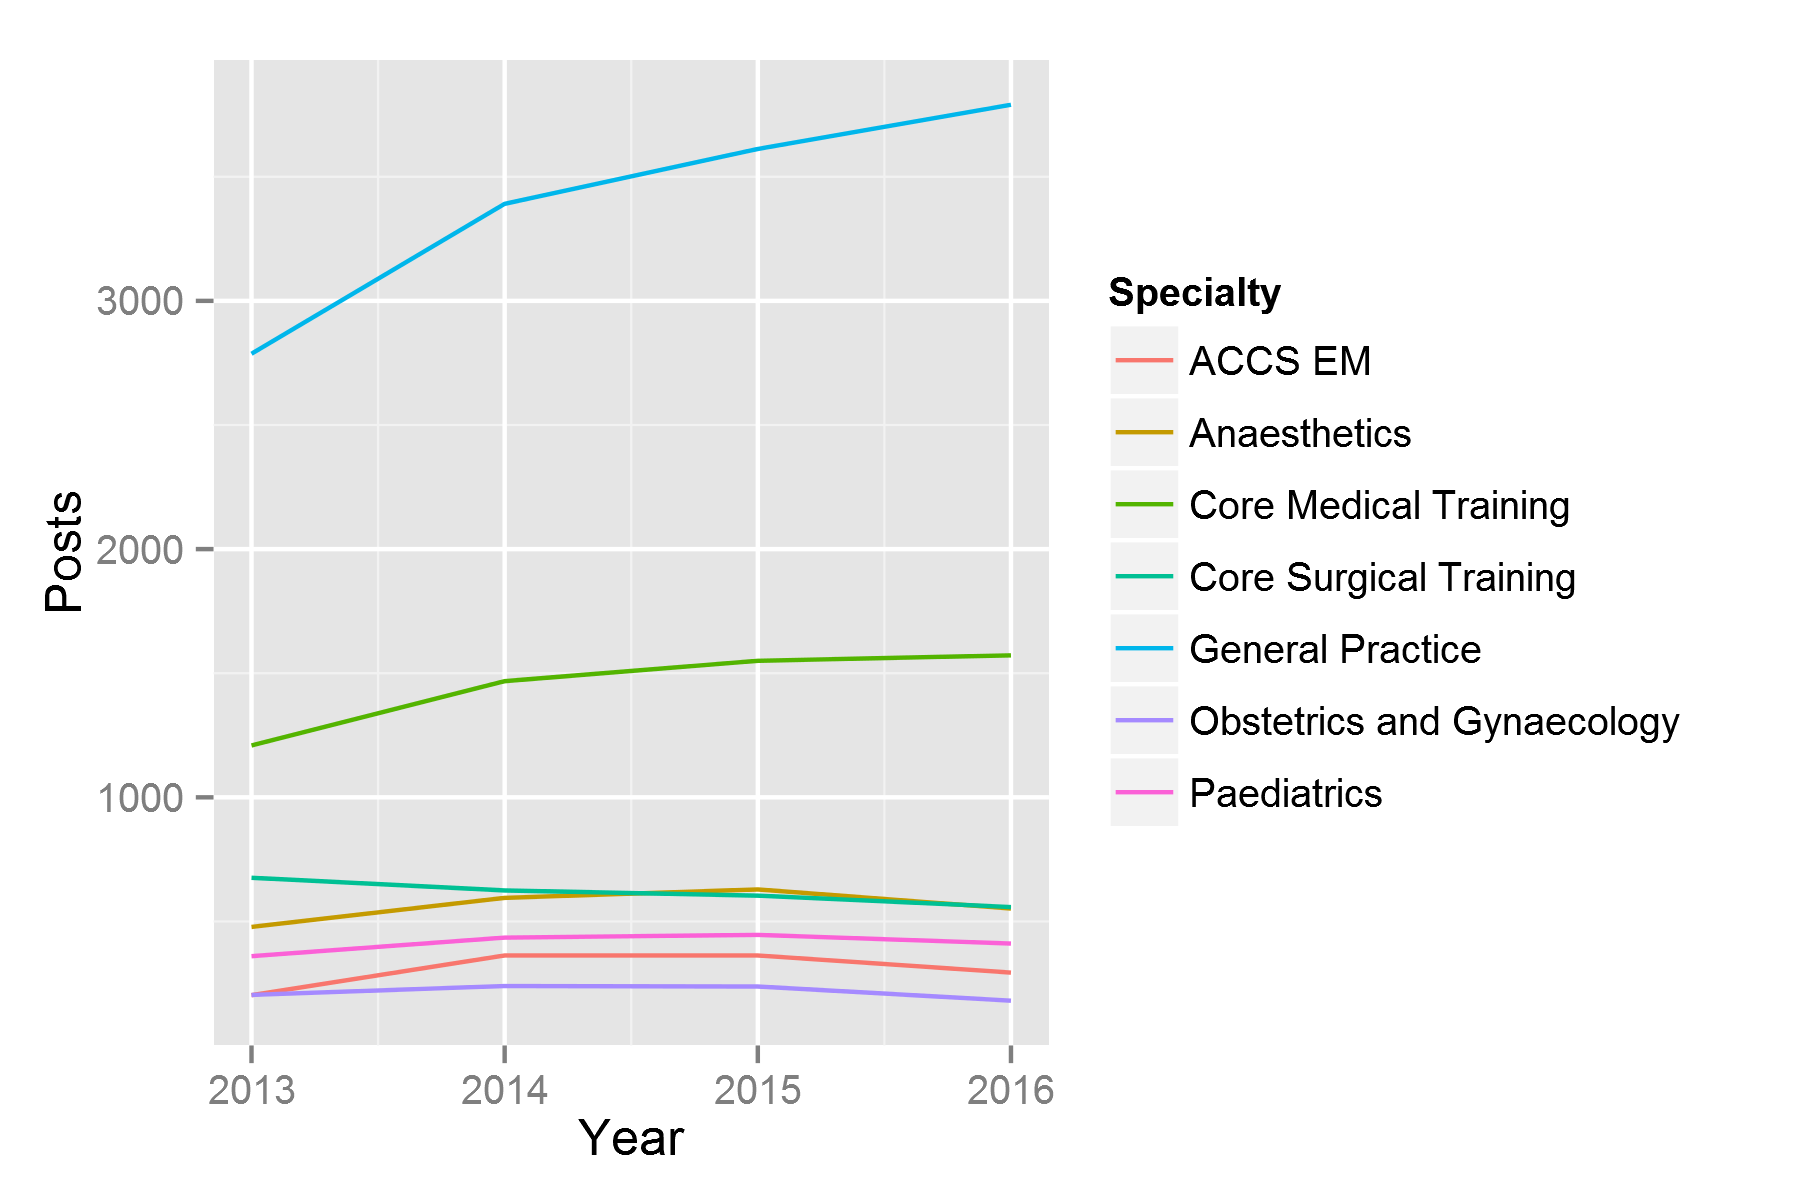 Posts
3000
2000
1000
2013 2014 2015 2016
Year
Specialty
ACCS EM
Anaesthetics
Core Medical Training
Core Surgical Training
General Practice
Obstetrics and Gynaecology
Paediatrics